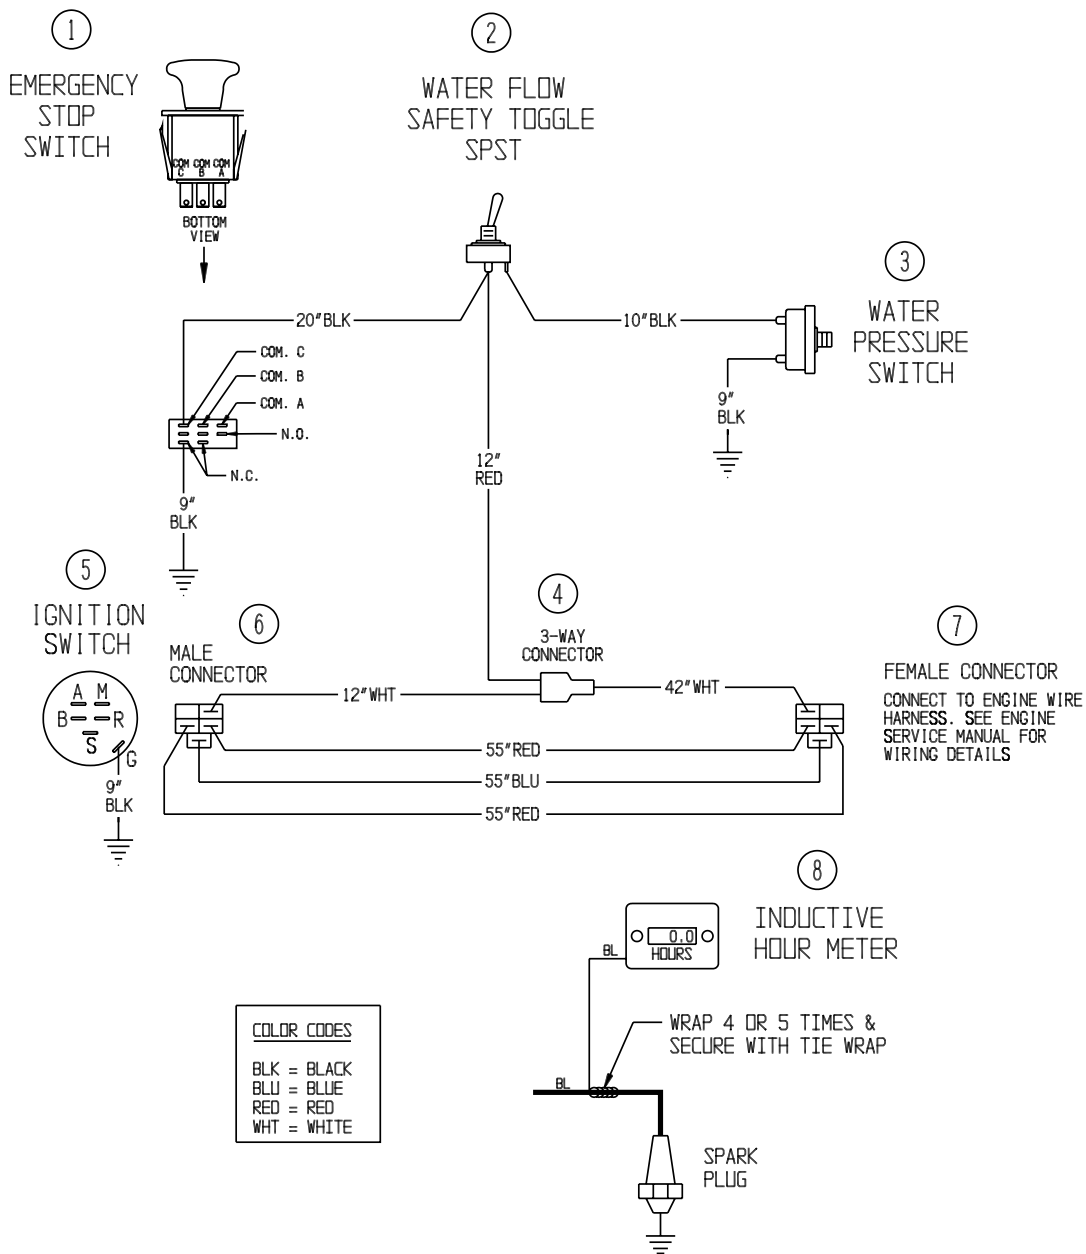 1
EMERGENCY
STOP
SWITCH
COM COM COM
C B A
BOTTOM
VIEW
2
WATER FLOW
SAFETY TOGGLE
SPST
3
WATER
PRESSURE
SWITCH
20"BLK
10"BLK
COM. C
COM. B
COM. A
N.O.
N.C.
9"
BLK
9"
BLK
12"
RED
5
IGNITION
SWITCH
A M
B R
S
G
9"
BLK
6
MALE
CONNECTOR
4
3-WAY
CONNECTOR
7
FEMALE CONNECTOR
CONNECT TO ENGINE WIRE
HARNESS. SEE ENGINE
SERVICE MANUAL FOR
WIRING DETAILS
12"WHT
42"WHT
55"RED
55"BLU
55"RED
8
INDUCTIVE
HOUR METER
0.0
HOURS
BL
WRAP 4 OR 5 TIMES &
SECURE WITH TIE WRAP
BL
SPARK
PLUG
COLOR CODES
BLK = BLACK
BLU = BLUE
RED = RED
WHT = WHITE